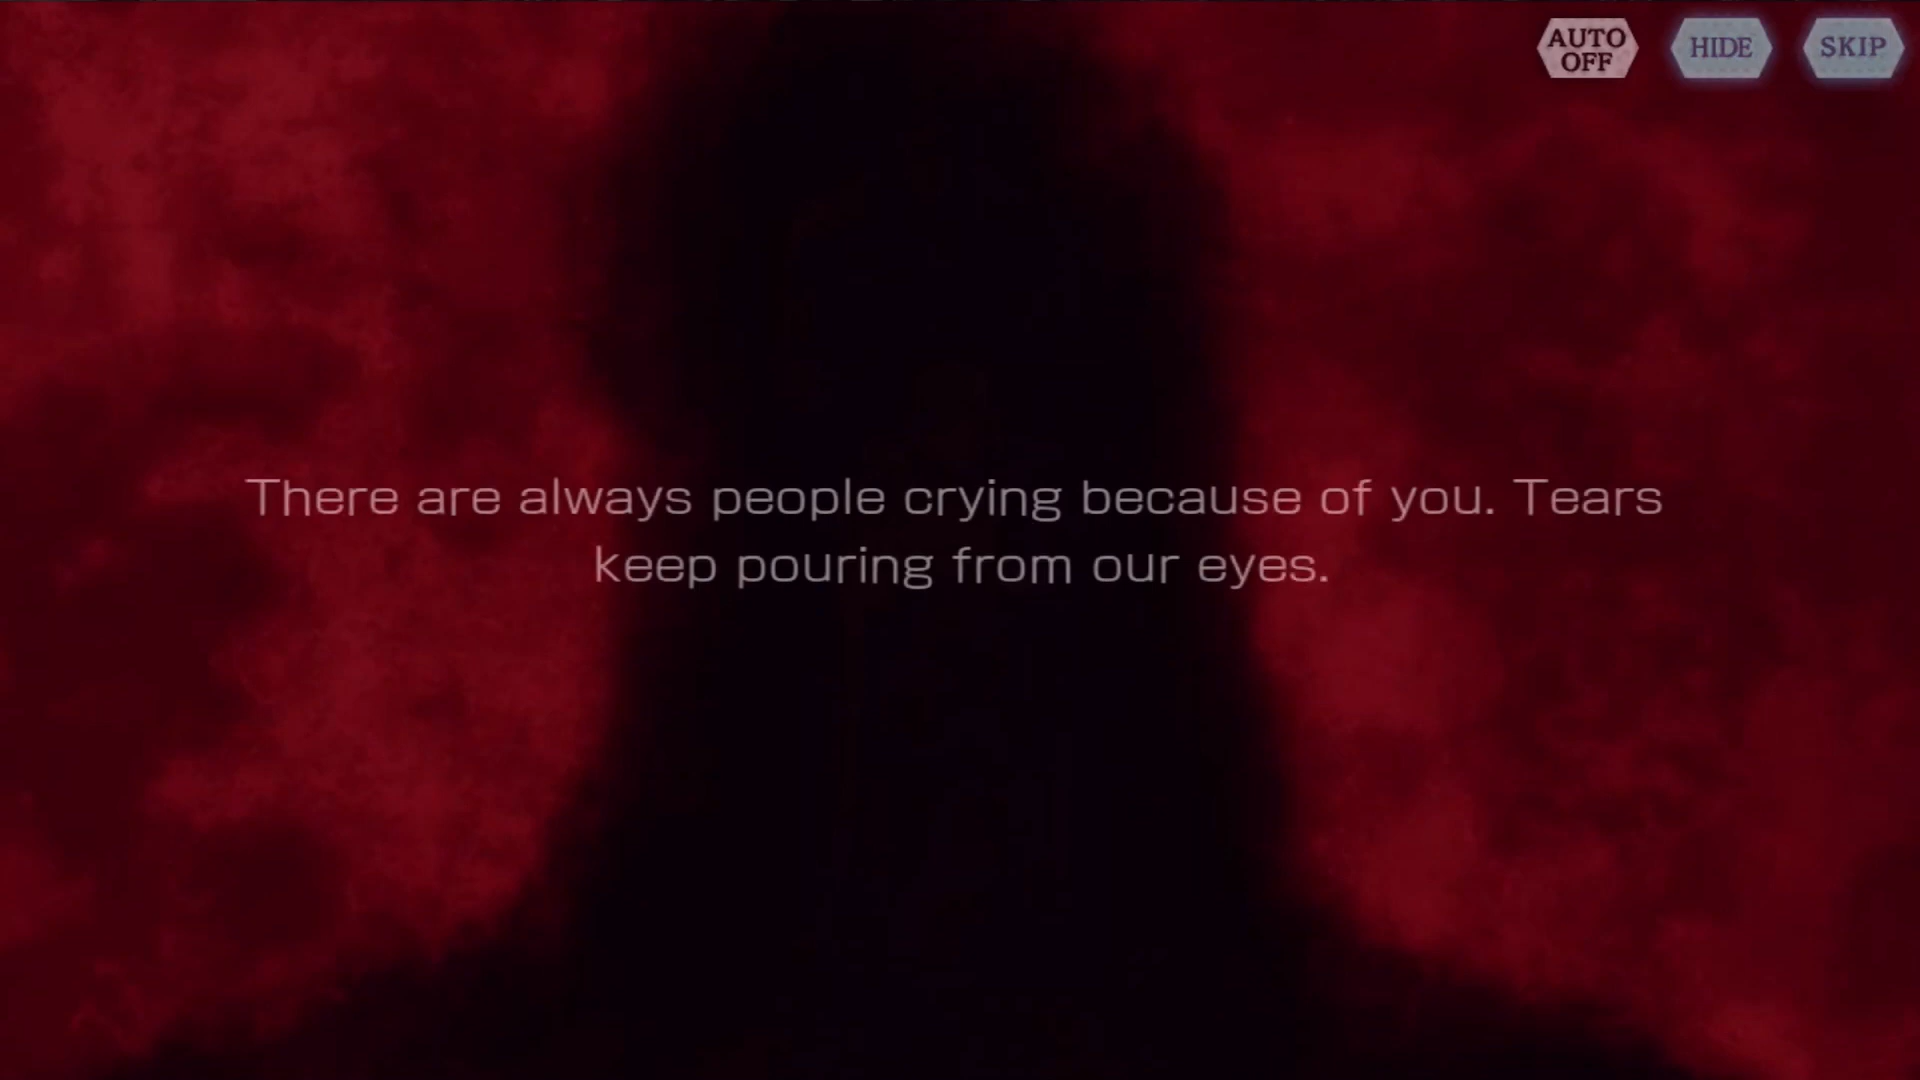 AUTO
OFF
HIDE
SKIP
There are always people crying because of you. Tears
keep pouring from our eyes.